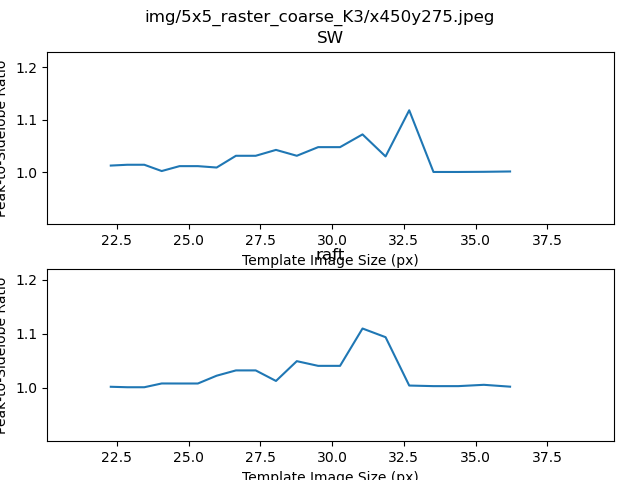 img/5x5_raster_coarse_K3/x450y275.jpeg
SW
1.2
1.1
1.0
Peak-to-Sidelobe Ratio
22.5 25.0 27.5 30.0 32.5 35.0 37.5
Template Image Size (px)
raft
1.2
1.1
1.0
Peak-to-Sidelobe Ratio
22.5 25.0 27.5 30.0 32.5 35.0 37.5
Template Image Size (px)